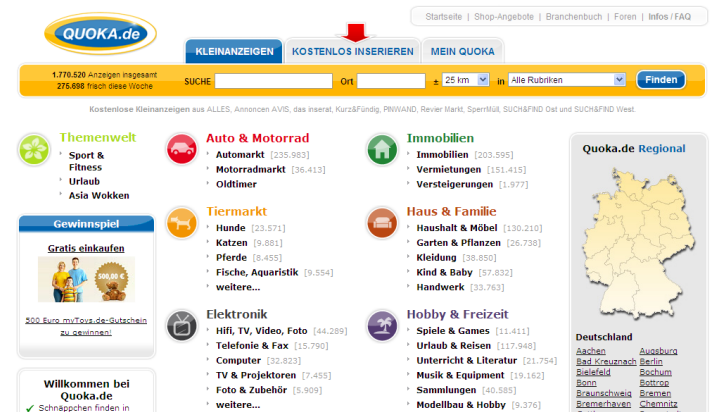 Startseite | Shop-Angebote | Branchenbuch | Foren | Infos / FAQ
QUOKA.de
KLEINANZEIGEN
KOSTENLOS INSERIEREN
MEIN QUOKA
1.770.520 Anzeigen insgesamt
275.698 frisch diese Woche
SUCHE Ort ± 25 km in Alle Rubriken Finden
Kostenlose Kleinanzeigen aus ALLES, Annoncen AVIS, das inserat, Kurz&Fündig, PINWAND, Revier Markt, SperrMüll, SUCH&FIND Ost und SUCH&FIND West.
Themenwelt
Sport &
Fitness
Urlaub
Asia Wokken
Gewinnspiel
Gratis einkaufen
500,00 €
500 Euro myToys.de-Gutschein
zu gewinnen!
Willkommen bei
Quoka.de
Schnäppchen finden in
Auto & Motorrad
Automarkt [235.983]
Motorradmarkt [36.413]
Oldtimer
Tiermarkt
Hunde [23.571]
Katzen [9.881]
Pferde [8.455]
Fische, Aquaristik [9.554]
weitere...
Elektronik
Hifi, TV, Video, Foto [44.289]
Telefonie & Fax [15.790]
Computer [32.823]
TV & Projektoren [7.455]
Foto & Zubehör [5.909]
weitere...
Immobilien
Immobilien [203.595]
Vermietungen [151.415]
Versteigerungen [1.977]
Haus & Familie
Haushalt & Möbel [130.210]
Garten & Pflanzen [26.738]
Kleidung [38.850]
Kind & Baby [57.832]
Handwerk [33.763]
Hobby & Freizeit
Spiele & Games [11.411]
Urlaub & Reisen [117.948]
Unterricht & Literatur [21.754]
Musik & Equipment [19.162]
Sammlungen [40.585]
Modellbau & Hobby [9.376]
Quoka.de Regional
Deutschland
Aachen Augsburg
Bad Kreuznach Berlin
Bielefeld Bochum
Bonn Bottrop
Braunschweig Bremen
Bremerhaven Chemnitz